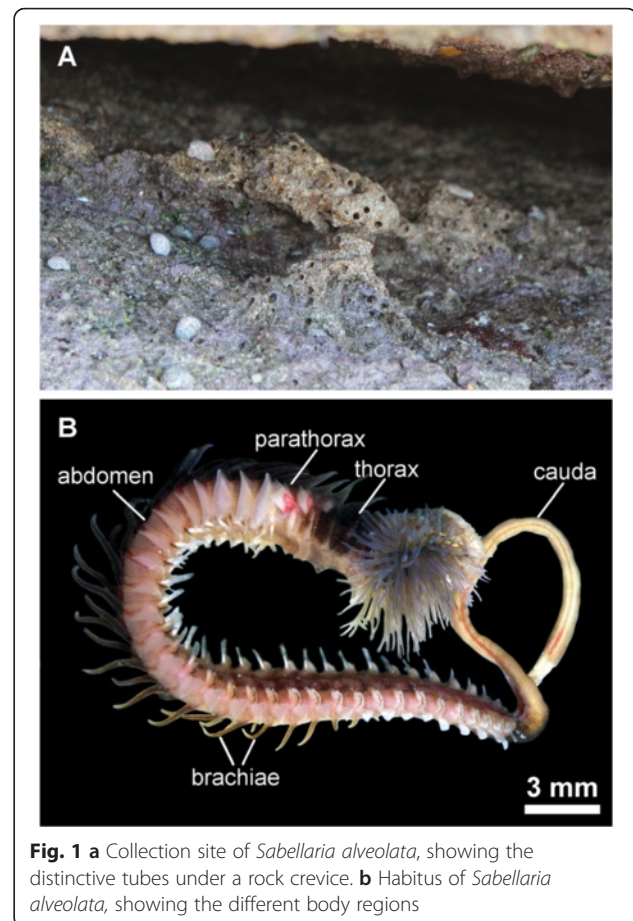 A
B
parathorax
thorax
abdomen
cauda
brachiae
3 mm
Fig. 1 a Collection site of Sabellaria alveolata, showing the
distinctive tubes under a rock crevice. b Habitus of Sabellaria
alveolata, showing the different body regions